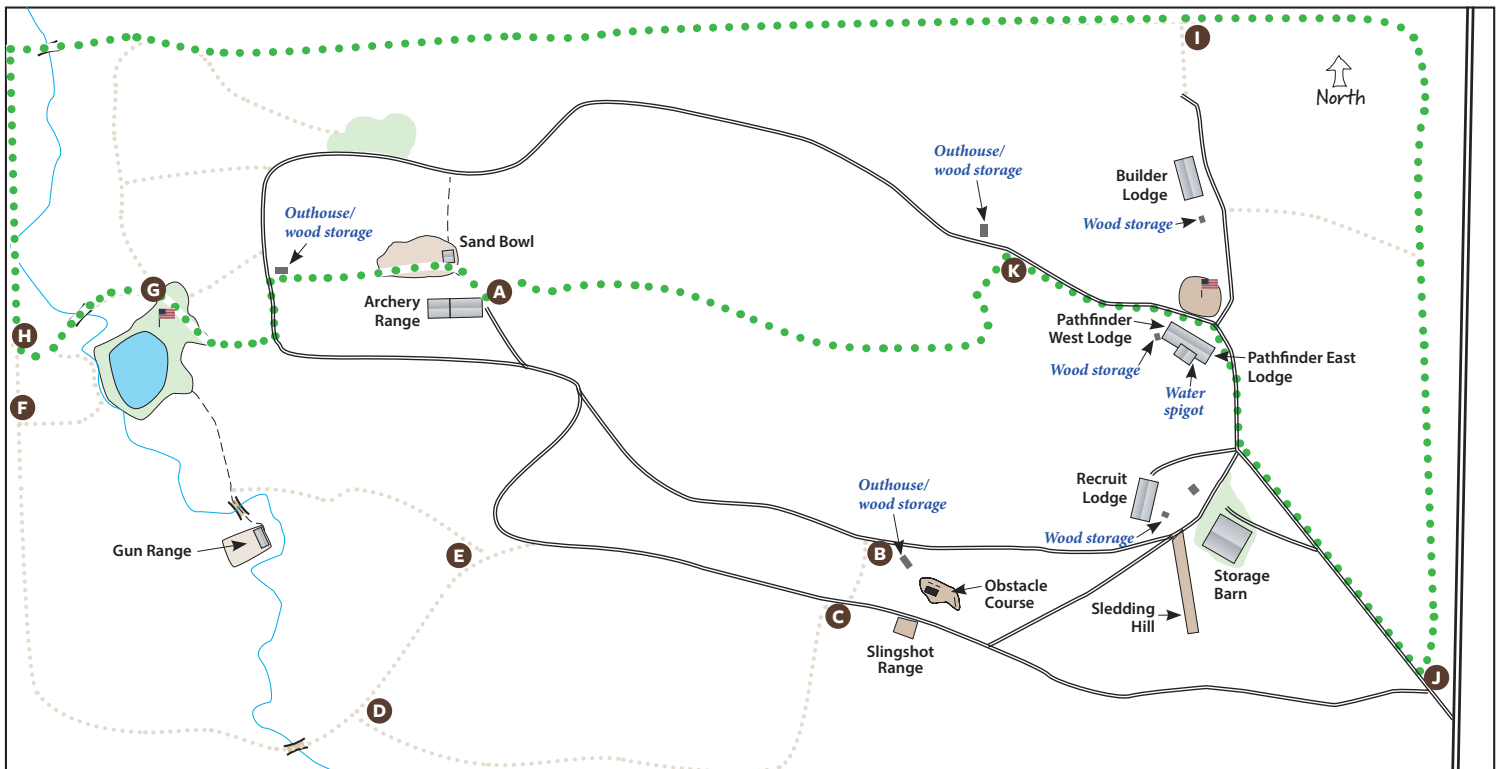 I
North
Outhouse/
wood storage
Builder
Lodge
Wood storage
Outhouse/
wood storage
Sand Bowl
K
G
A
Archery
Range
H
Pathfinder
West Lodge
Wood storage
Pathfinder East
Lodge
Water
spigot
F
Recruit
Lodge
Outhouse/
wood storage
Wood storage
Gun Range
E
B
Obstacle
Course
Storage
Barn
Sledding
Hill
C
Slingshot
Range
J
D